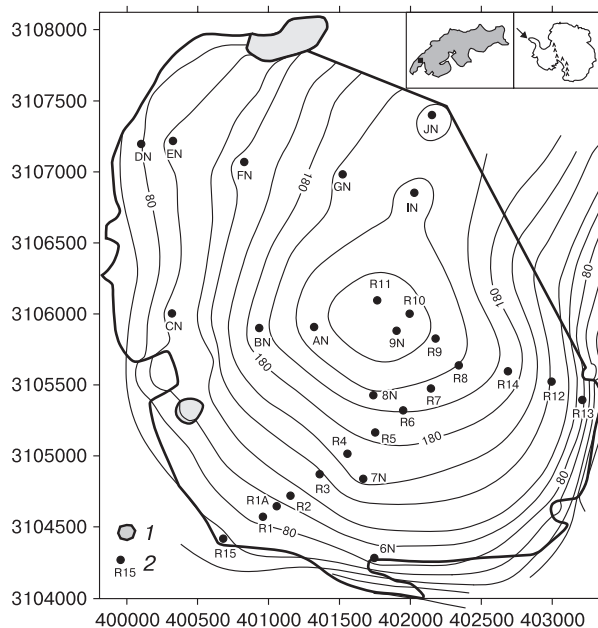 3108000
3107500
3107000
3106500
3106000
3105500
3105000
3104500
3104000
400000 400500 401000 401500 402000 402500 403000
JN
DN EN FN GN
180
80
IN
R11 R10
CN BN AN 9N R9
180
80
180
R8 R14 R12 R13
8N R7
R6
R5
180
R4
7N
R3
R1A R2
R1
80
R15
6N
1
2
R15